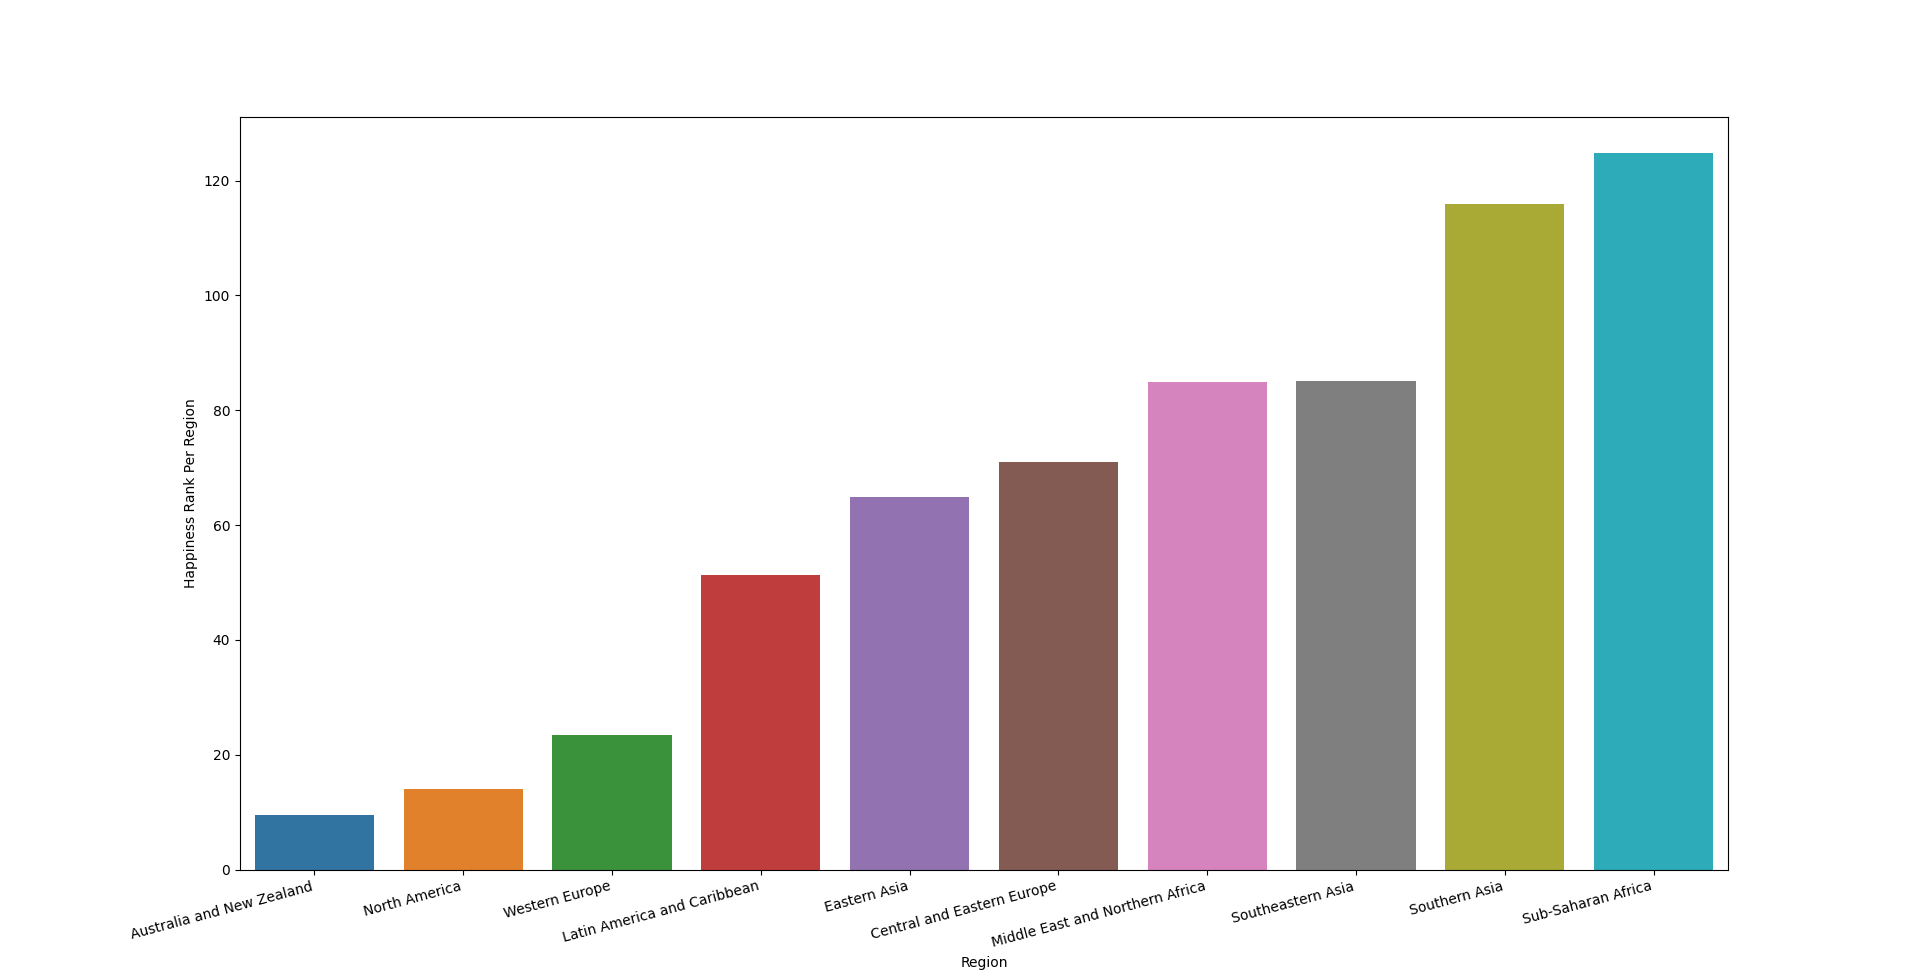 120
100
80
60
40
20
0
Happiness Rank Per Region
Australia and New Zealand
North America
Western Europe
Latin America and Caribbean
Eastern Asia
Central and Eastern Europe
Middle East and Northern Africa
Southeastern Asia
Southern Asia
Sub-Saharan Africa
Region